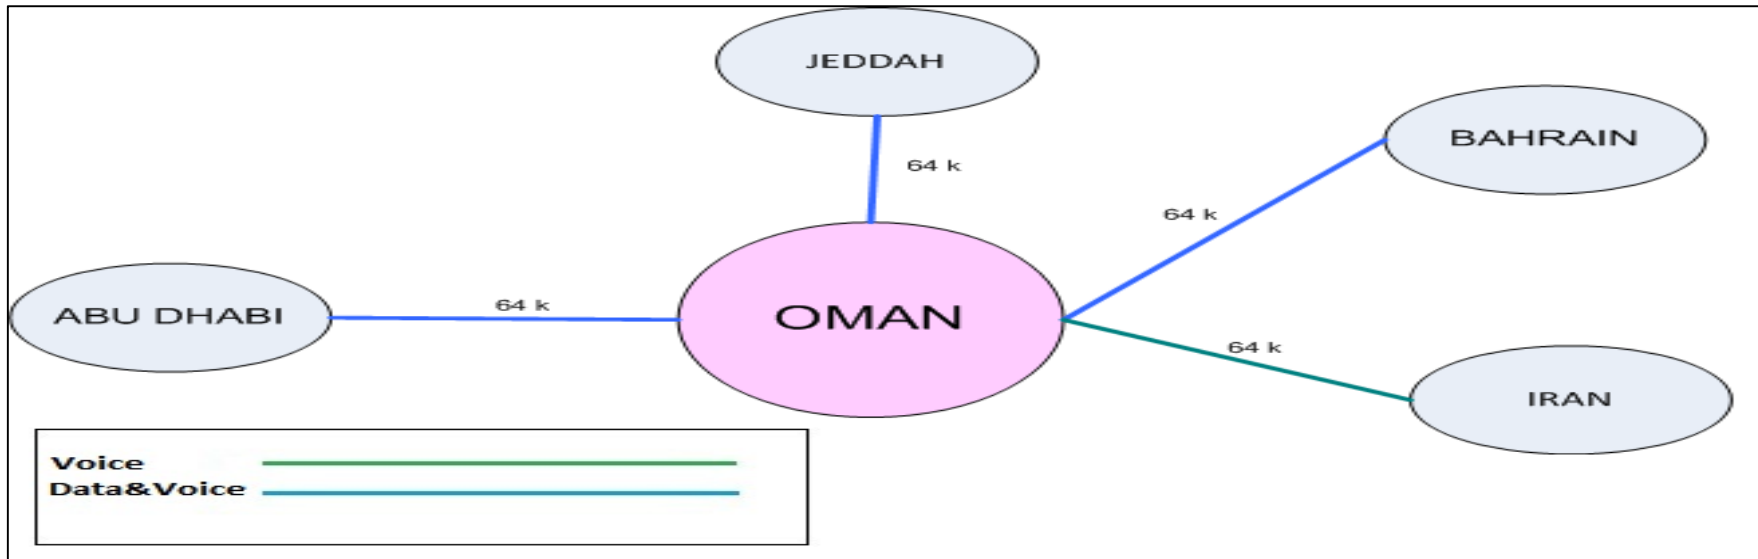 JEDDAH
BAHRAIN
64 k
64 k
ABU DHABI
64 k
OMAN
64 k
IRAN
Voice
Data&Voice